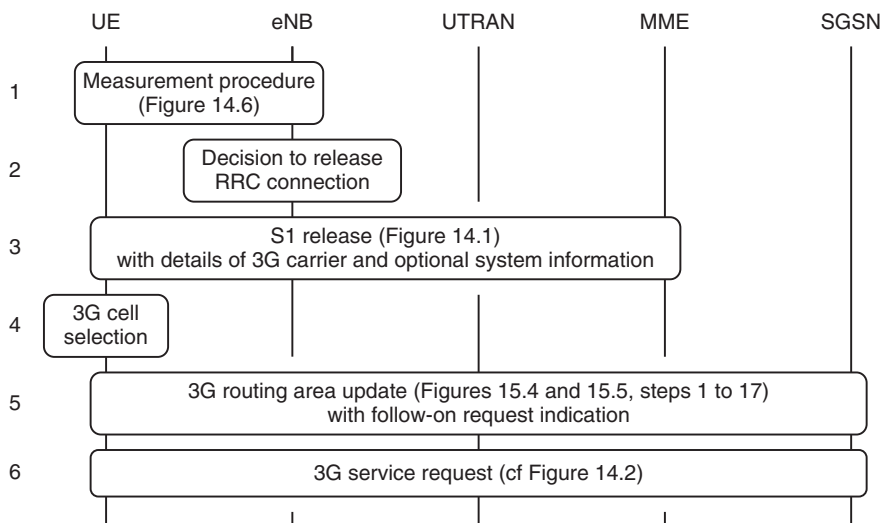 UE eNB UTRAN MME SGSN
1 Measurement procedure
(Figure 14.6)
2 Decision to release
RRC connection
3 S1 release (Figure 14.1)
with details of 3G carrier and optional system information
4 3G cell
selection
5 3G routing area update (Figures 15.4 and 15.5, steps 1 to 17)
with follow-on request indication
6 3G service request (cf Figure 14.2)